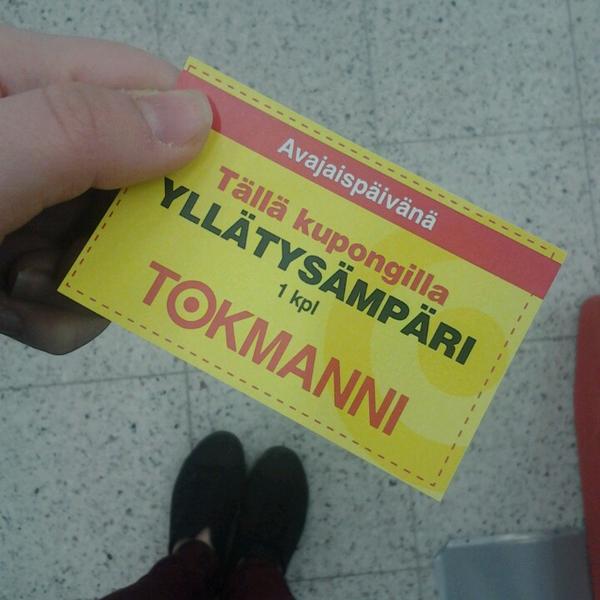 Avajaispäivänä
Tällä kupongilla
YLLÄTYSÄMPÄRI
1 kpl
TOKMANNI